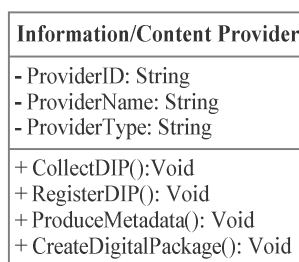 Information/Content Provider
- ProviderID: String
- ProviderName: String
- ProviderType: String
+ CollectDIP():Void
+ RegisterDIP(): Void
+ ProduceMetadata(): Void
+ CreateDigitalPackage(): Void